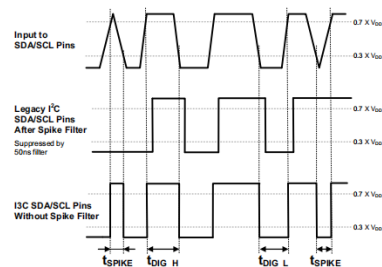 Input to
SDA/SCL Pins
0.7 X VDD
0.3 X VDD
Legacy I²C
SDA/SCL Pins
After Spike Filter
Suppressed by
50ns filter
0.7 X VDD
0.3 X VDD
I3C SDA/SCL Pins
Without Spike Filter
0.7 X VDD
0.3 X VDD
tSPIKE
tDIG_H
tDIG_L
tSPIKE